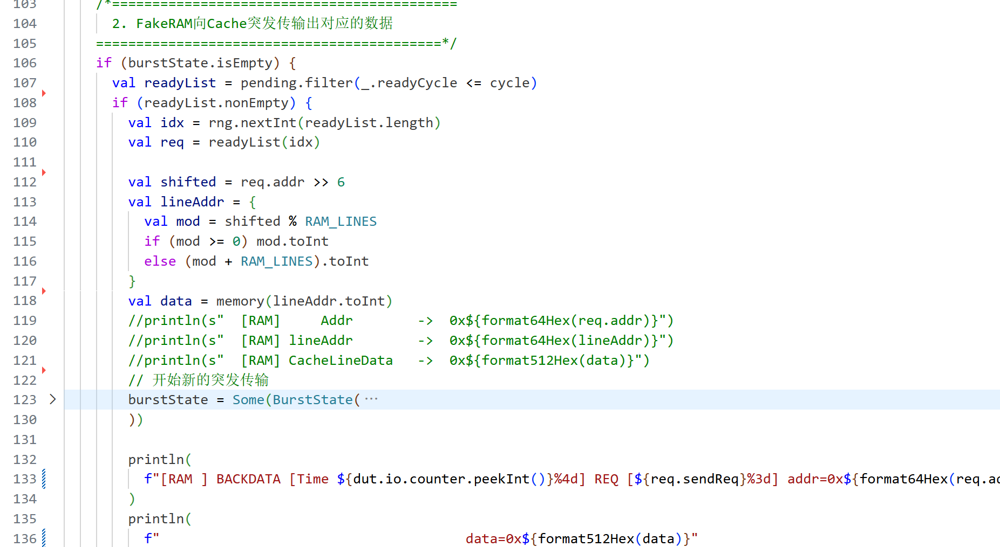 103 /*===========================================
104 2. FakeRAM向Cache突发传输出对应的数据
105 ===========================================*/
106 if (burstState.isEmpty) {
107 val readyList = pending.filter(_.readyCycle <= cycle)
108 if (readyList.nonEmpty) {
109 val idx = rng.nextInt(readyList.length)
110 val req = readyList(idx)
111
112 val shifted = req.addr >> 6
113 val lineAddr = {
114 val mod = shifted % RAM_LINES
115 if (mod >= 0) mod.toInt
116 else (mod + RAM_LINES).toInt
117 }
118 val data = memory(lineAddr.toInt)
119 //println(s"  [RAM]     Addr        ->  0x${format64Hex(req.addr)}")
120 //println(s"  [RAM] lineAddr        ->  0x${format64Hex(lineAddr)}")
121 //println(s"  [RAM] CacheLineData   ->  0x${format512Hex(data)}")
122 // 开始新的突发传输
123 burstState = Some(BurstState(⋯
130 ))
131
132 println(
133 f"[RAM ] BACKDATA [Time ${dut.io.counter.peekInt()}%4d] REQ [${req.sendReq}%3d] addr=0x${format64Hex(req.ad
134 )
135 println(
136 f"                                      data=0x${format512Hex(data)}"